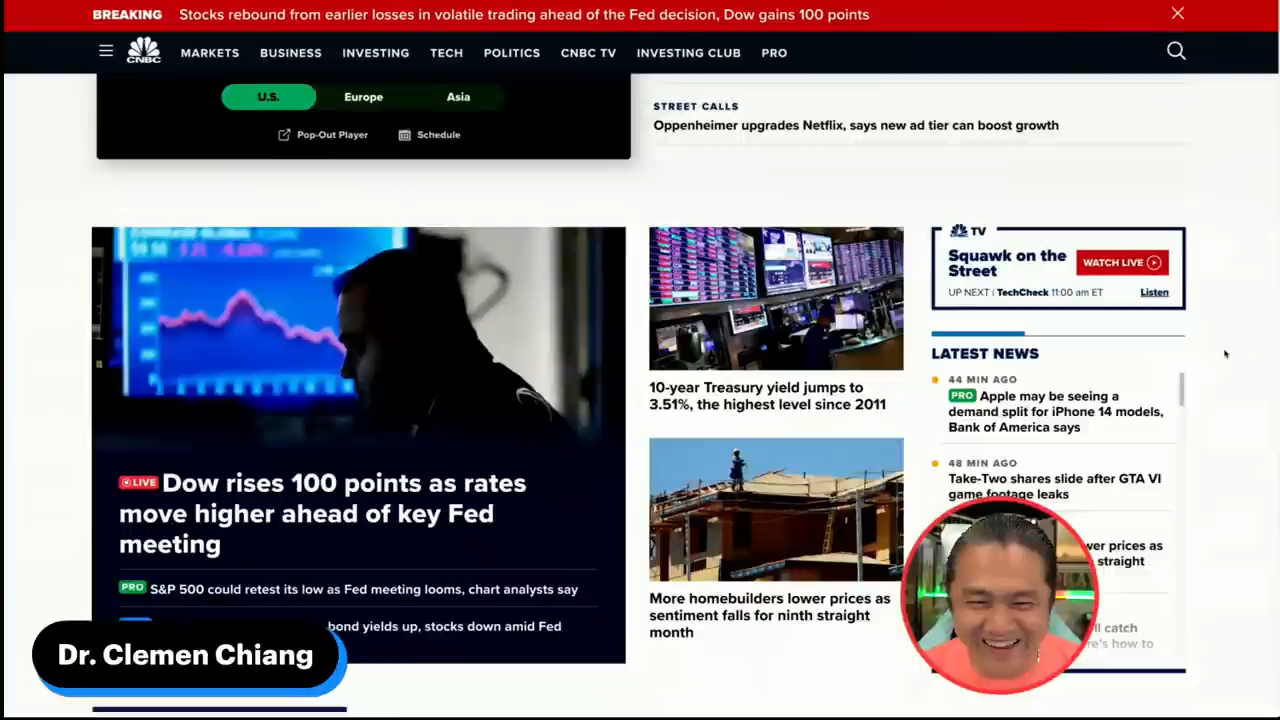 BREAKING Stocks rebound from earlier losses in volatile trading ahead of the Fed decision, Dow gains 100 points
CNBC
MARKETS BUSINESS INVESTING TECH POLITICS CNBC TV INVESTING CLUB PRO
U.S. Europe Asia
Pop-Out Player Schedule
STREET CALLS
Oppenheimer upgrades Netflix, says new ad tier can boost growth
LIVE Dow rises 100 points as rates
move higher ahead of key Fed
meeting
PRO S&P 500 could retest its low as Fed meeting looms, chart analysts say
bond yields up, stocks down amid Fed
Dr. Clemen Chiang
10-year Treasury yield jumps to
3.51%, the highest level since 2011
More homebuilders lower prices as
sentiment falls for ninth straight
month
TV
Squawk on the
Street
WATCH LIVE
UP NEXT | TechCheck 11:00 am ET Listen
LATEST NEWS
44 MIN AGO
PRO Apple may be seeing a
demand split for iPhone 14 models,
Bank of America says
48 MIN AGO
Take-Two shares slide after GTA VI
game footage leaks
prices as
straight
catch
how to